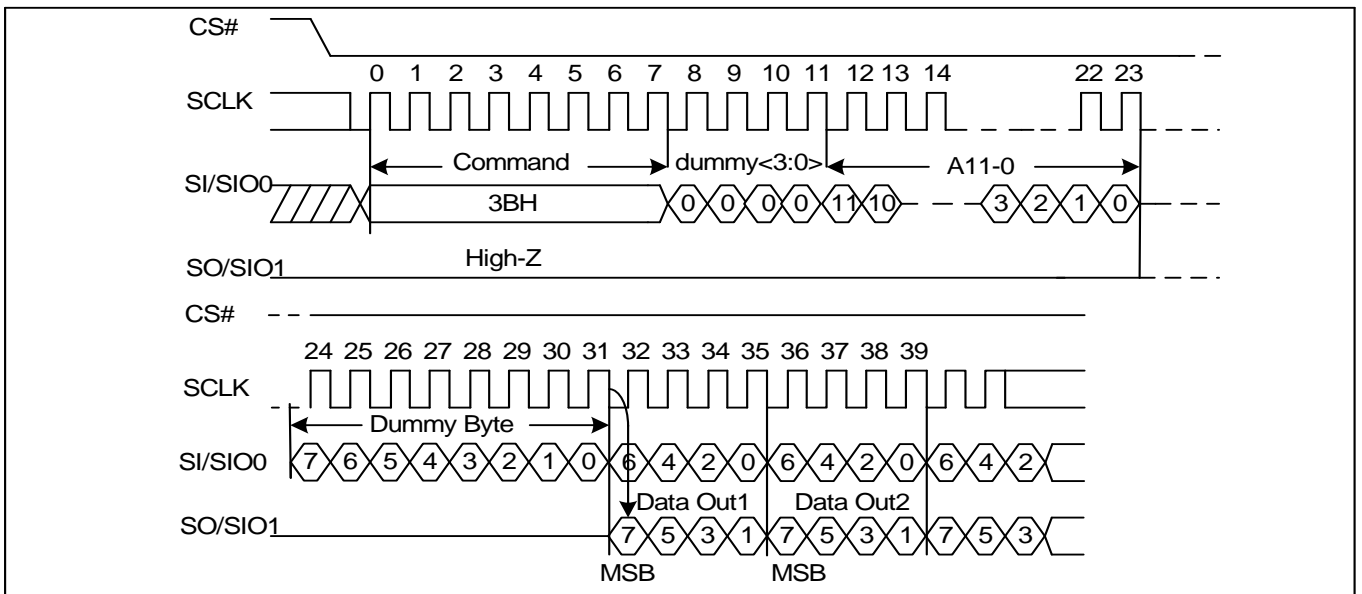 CS#
0 1 2 3 4 5 6 7 8 9 10 11 12 13 14 22 23
SCLK
Command dummy<3:0> A11-0
SI/SIO0
3BH 0 0 0 0 11 10 3 2 1 0
High-Z
SO/SIO1
CS#
24 25 26 27 28 29 30 31 32 33 34 35 36 37 38 39
SCLK
Dummy Byte
SI/SIO0 7 6 5 4 3 2 1 0 6 4 2 0 6 4 2 0 6 4 2
Data Out1 Data Out2
SO/SIO1 7 5 3 1 7 5 3 1 7 5 3
MSB MSB